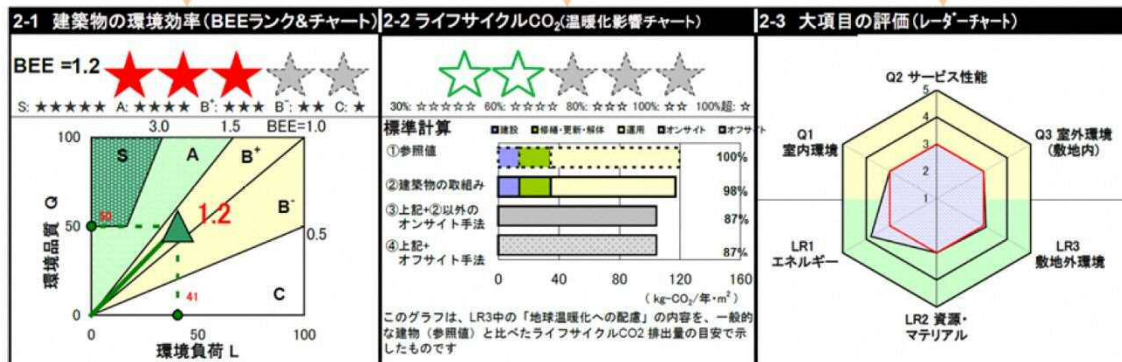 2-1 建築物の環境効率(BEEランク&チャート)
BEE =1.2
S: ★★★★★ A: ★★★★ B⁺: ★★★ B⁻: ★★ C: ★
3.0 1.5 BEE=1.0
100
S
A
B⁺
B⁻
C
0.5
環境品質 Q
50
50
1.2
41
0
0
50
100
環境負荷 L
2-2 ライフサイクルCO₂(温暖化影響チャート)
30%: ☆☆☆☆☆ 60%: ☆☆☆☆ 80%: ☆☆☆ 100%: ☆☆ 100%超: ☆
標準計算
■建設 ■修繕・更新・解体 ■運用 ■オンサイト ■オフサイト
①参照値 100%
②建築物の取組み 98%
③上記+②以外の
オンサイト手法 87%
④上記+
オフサイト手法 87%
0 40 80 120 160
( kg-CO₂/年・m² )
このグラフは、LR3中の「地球温暖化への配慮」の内容を、一般的
な建物（参照値）と比べたライフサイクルCO2 排出量の目安で示
したものです
2-3 大項目の評価(レーダーチャート)
Q2 サービス性能
Q1
室内環境
Q3 室外環境
(敷地内)
5
4
3
2
1
LR1
エネルギー
LR3
敷地外環境
LR2 資源・
マテリアル